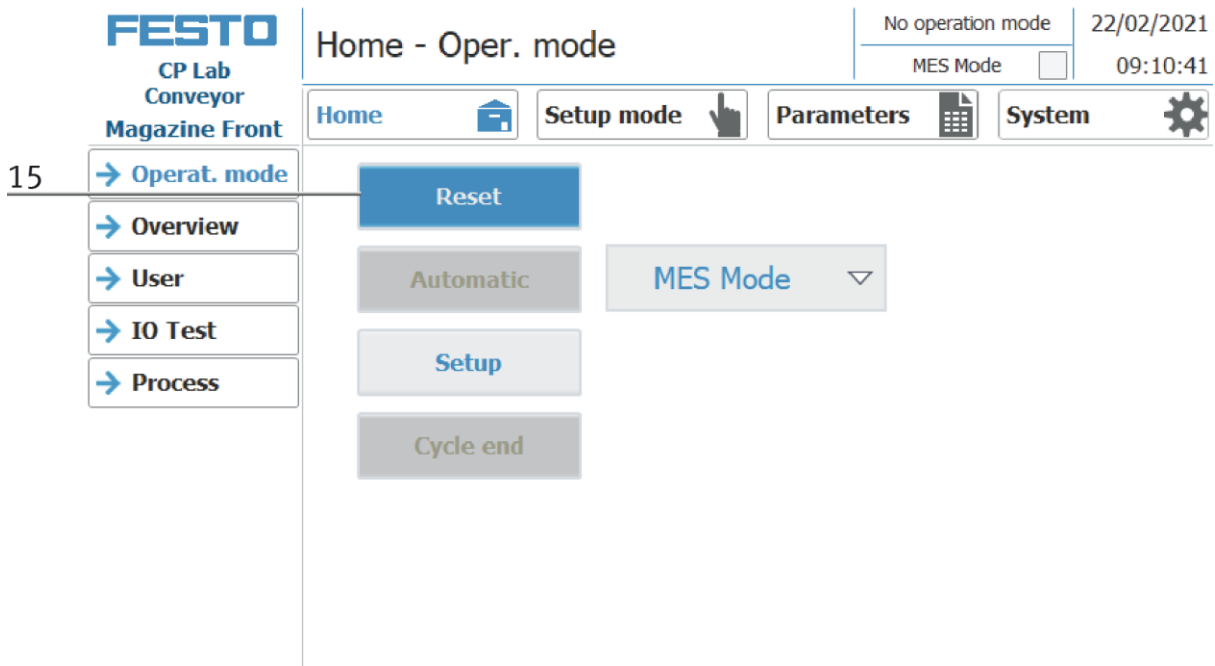 FESTO
CP Lab
Conveyor
Magazine Front
Home - Oper. mode
No operation mode
MES Mode
22/02/2021
09:10:41
Home
Setup mode
Parameters
System
15
Operat. mode
Overview
User
IO Test
Process
Reset
Automatic
MES Mode
Setup
Cycle end